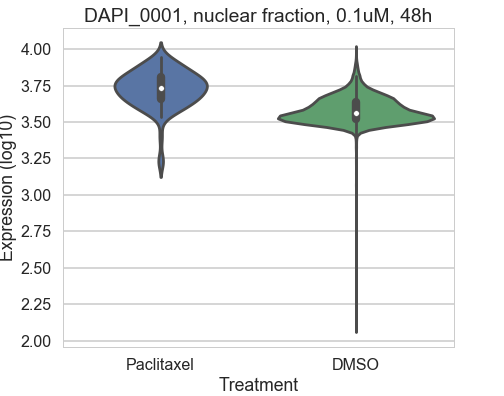 DAPI_0001, nuclear fraction, 0.1uM, 48h
Expression (log10)
4.00
3.75
3.50
3.25
3.00
2.75
2.50
2.25
2.00
Paclitaxel DMSO
Treatment